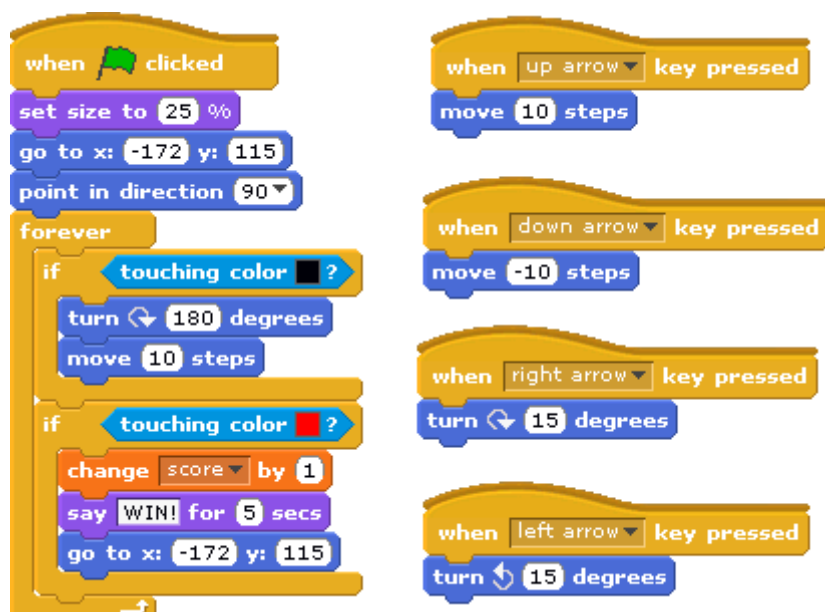 when clicked
set size to 25 %
go to x: -172 y: 115
point in direction 90
forever
if touching color ?
turn 180 degrees
move 10 steps
if touching color ?
change score by 1
say WIN! for 5 secs
go to x: -172 y: 115
when up arrow key pressed
move 10 steps
when down arrow key pressed
move -10 steps
when right arrow key pressed
turn 15 degrees
when left arrow key pressed
turn 15 degrees